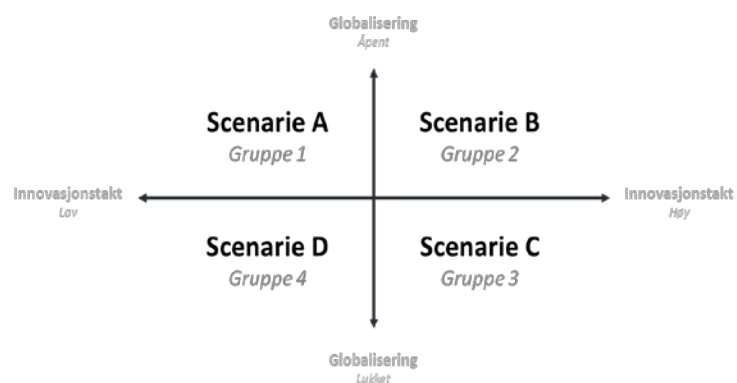 Globalisering
Åpent
Scenarie A
Gruppe 1
Scenarie B
Gruppe 2
Innovasjonstakt
Lav
Innovasjonstakt
Høy
Scenarie D
Gruppe 4
Scenarie C
Gruppe 3
Globalisering
Lukket